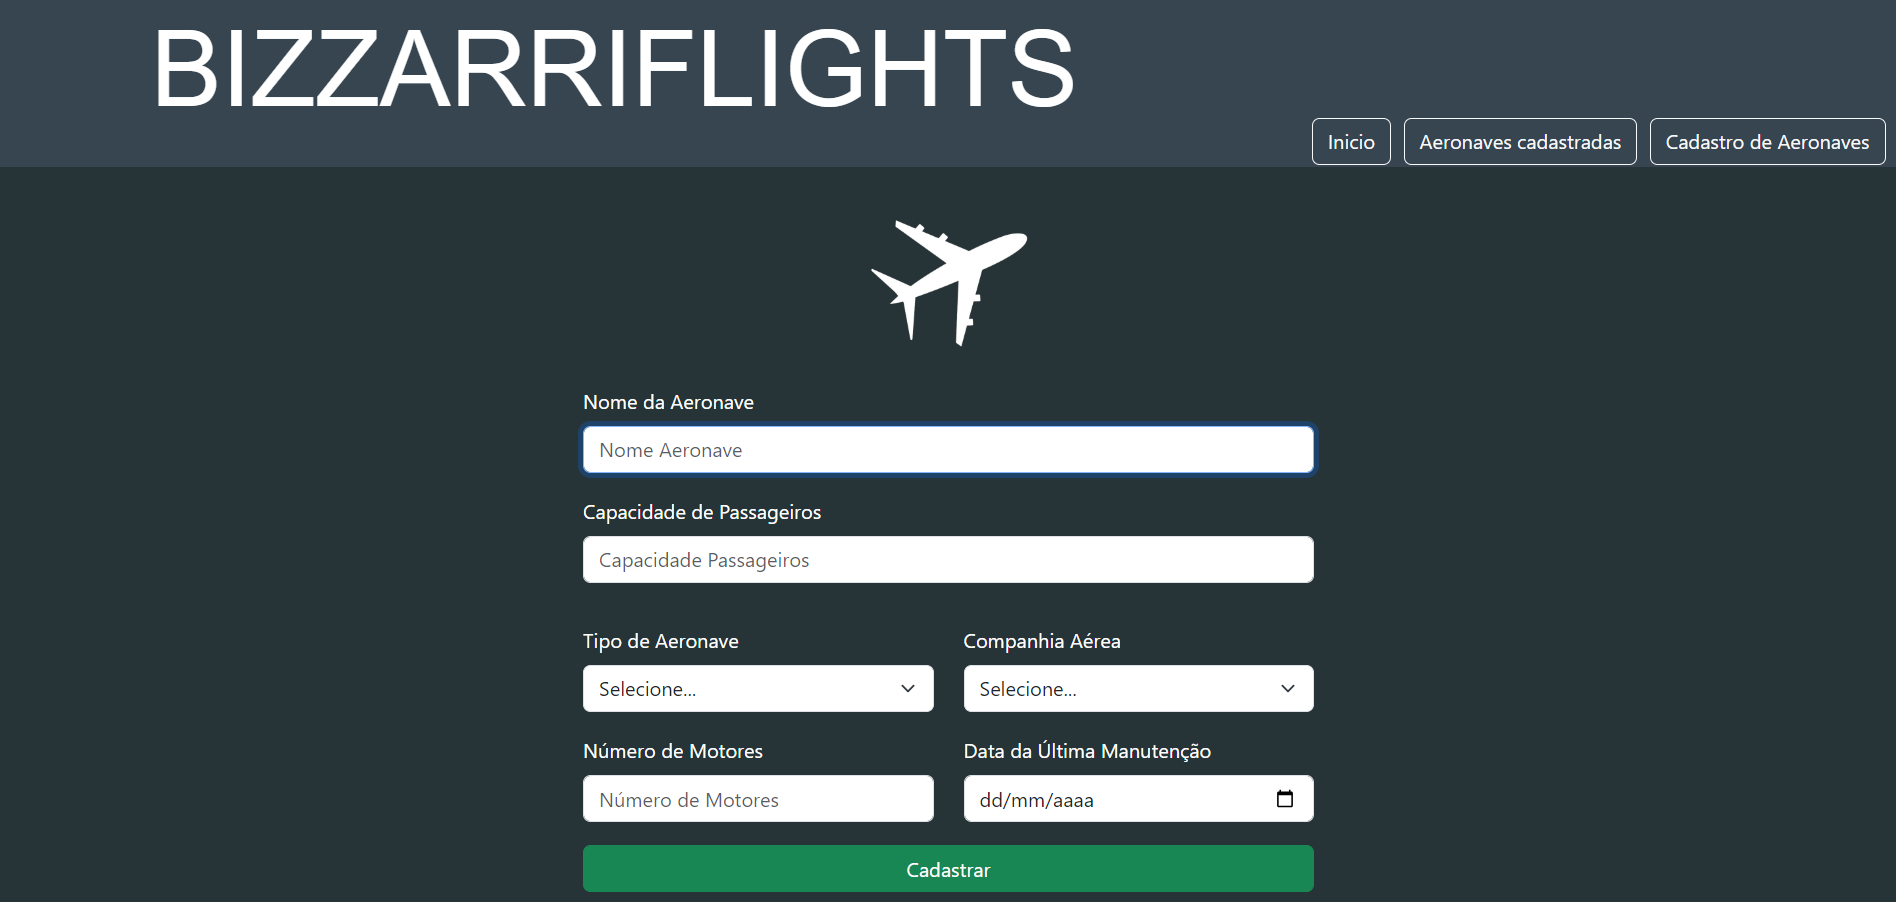 BIZZARRIFLIGHTS
Inicio
Aeronaves cadastradas
Cadastro de Aeronaves
Nome da Aeronave
Nome Aeronave
Capacidade de Passageiros
Capacidade Passageiros
Tipo de Aeronave
Companhia Aérea
Selecione...
Selecione...
Número de Motores
Data da Última Manutenção
Número de Motores
dd/mm/aaaa
Cadastrar